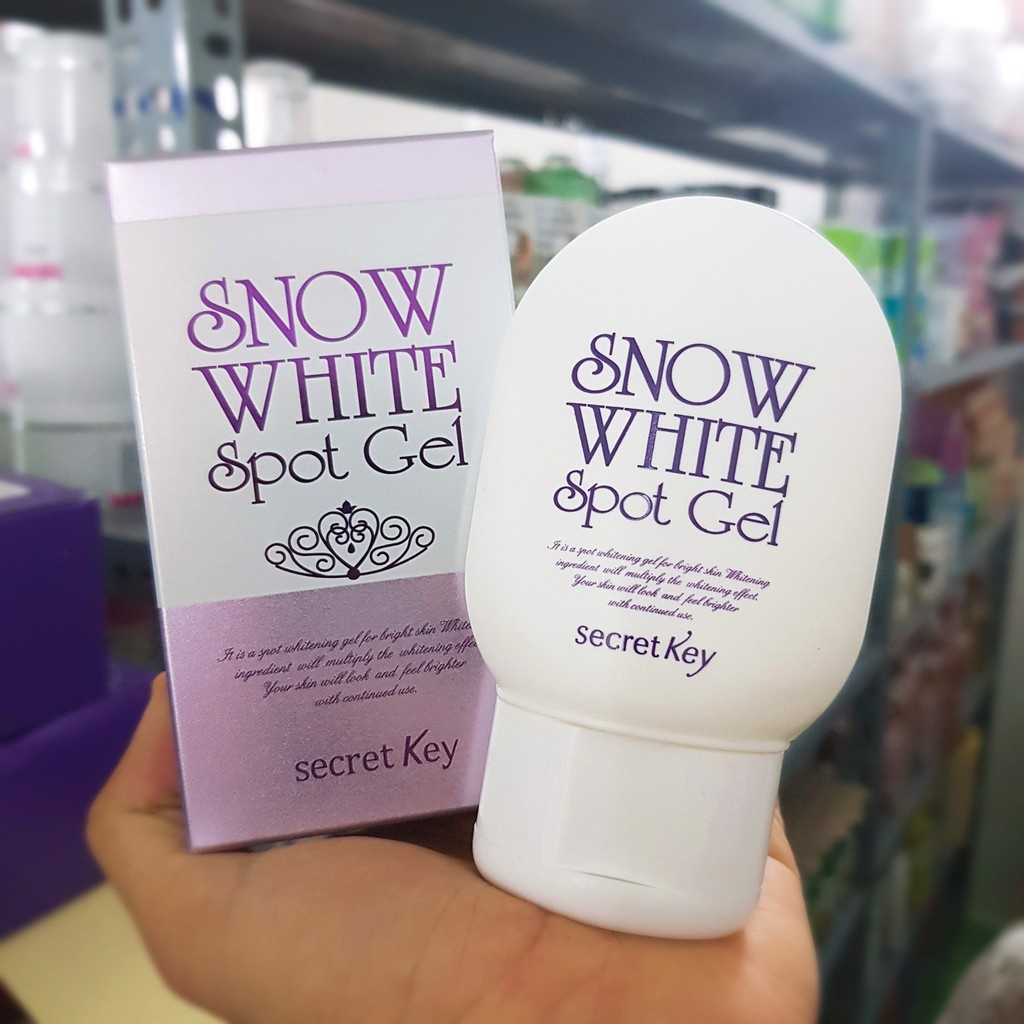 SNOW
WHITE
Spot Gel
It is a spot whitening gel for bright skin White
ingredient will multiply the whitening effe
Your skin will look and feel brighter
with continued use.
secret Key
SNOW
WHITE
Spot Gel
It is a spot whitening gel for bright skin Whitening
ingredient will multiply the whitening effect.
Your skin will look and feel brighter
with continued use.
secret Key